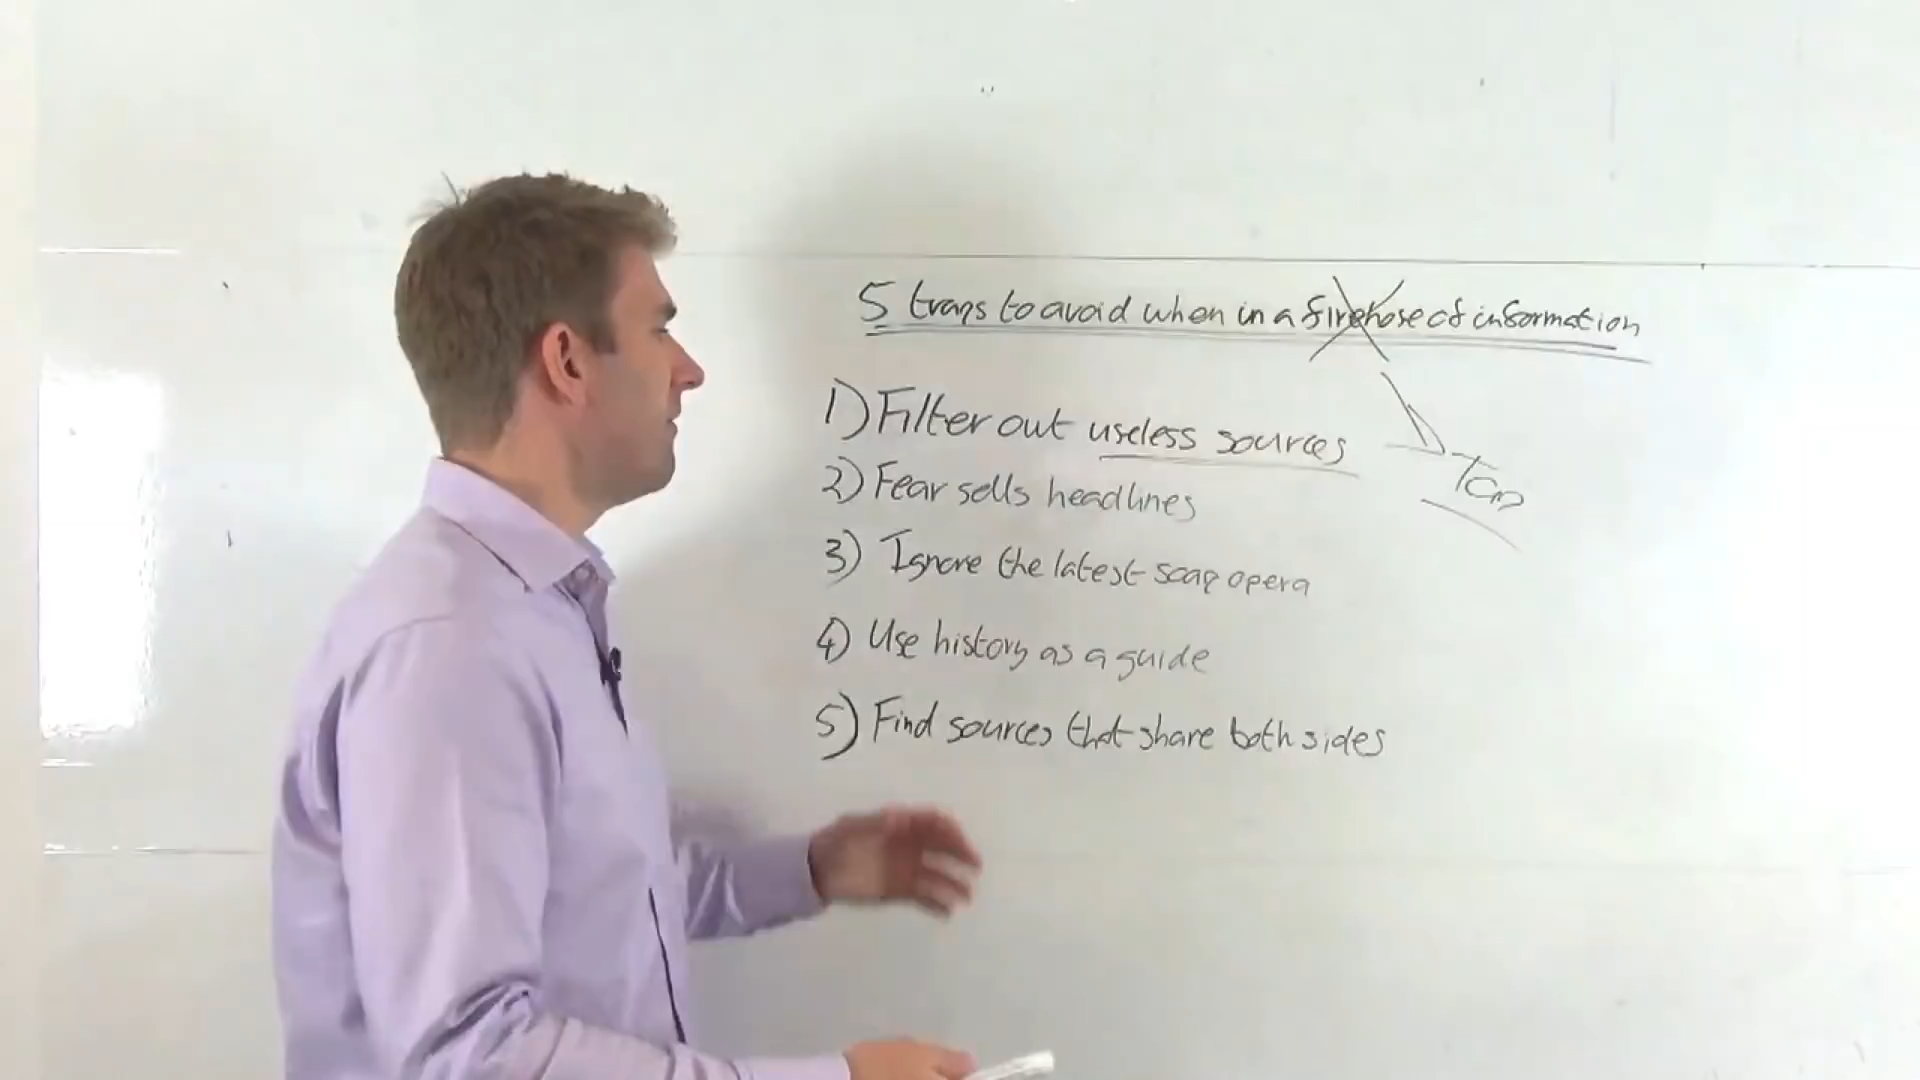 5 traps to avoid when in a firehose of information
1) Filter out useless sources
2) Fear sells headlines
3) Ignore the latest soap opera
4) Use history as a guide
5) Find sources that share both sides